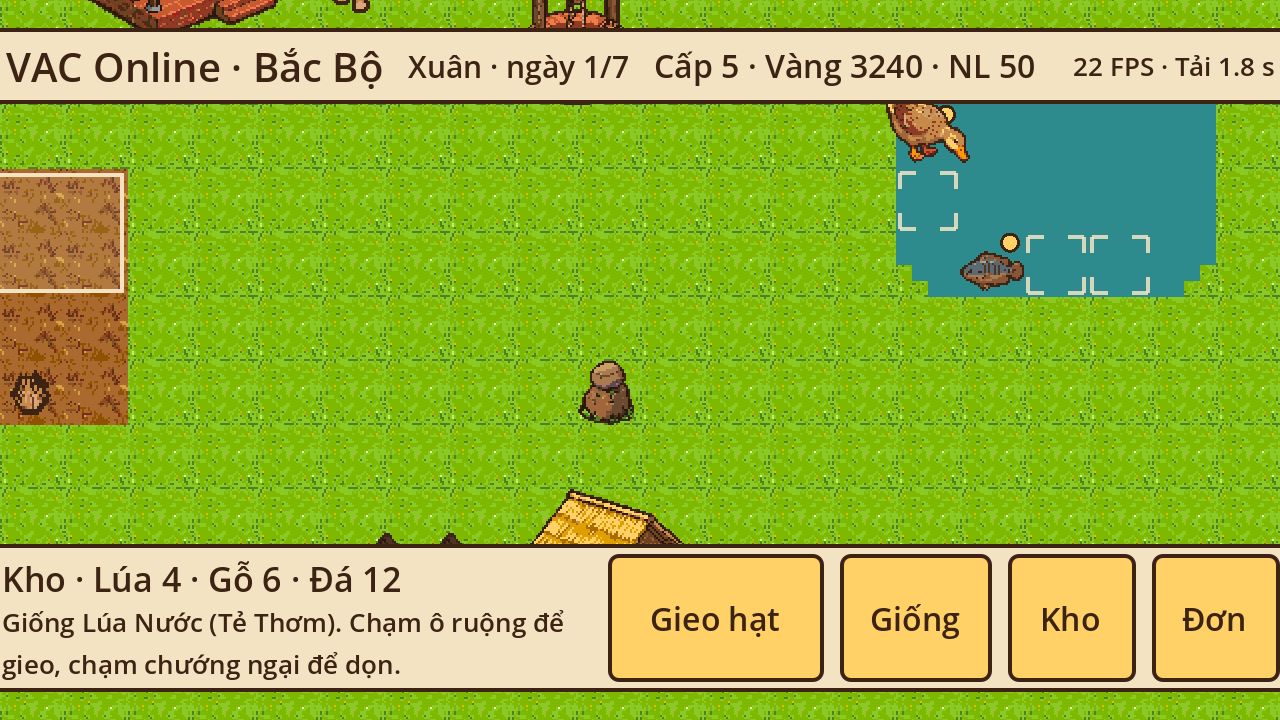 VAC Online · Bắc Bộ
Xuân · ngày 1/7
Cấp 5 · Vàng 3240 · NL 50
22 FPS · Tải 1.8 s
Kho · Lúa 4 · Gỗ 6 · Đá 12
Giống Lúa Nước (Tẻ Thơm). Chạm ô ruộng để
gieo, chạm chướng ngại để dọn.
Gieo hạt
Giống
Kho
Đơn